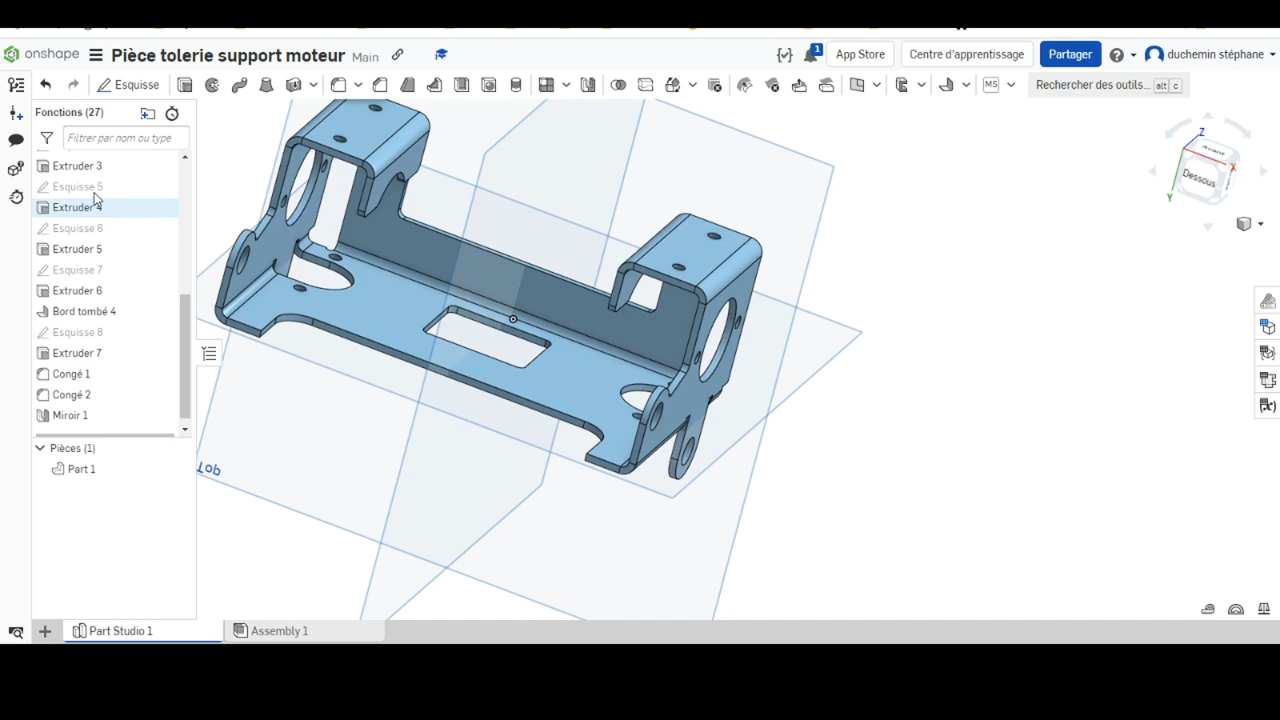 onshape
Pièce tolerie support moteur
Main
1
App Store
Centre d'apprentissage
Partager
duchemin stéphane
Esquisse
MS
Rechercher des outils... alt c
Fonctions (27)
Filtrer par nom ou type
Extruder 3
Esquisse 5
Extruder 4
Esquisse 6
Extruder 5
Esquisse 7
Extruder 6
Bord tombé 4
Esquisse 8
Extruder 7
Congé 1
Congé 2
Miroir 1
Pièces (1)
Part 1
Z
Avant
X
Dessous
Y
Part Studio 1
Assembly 1